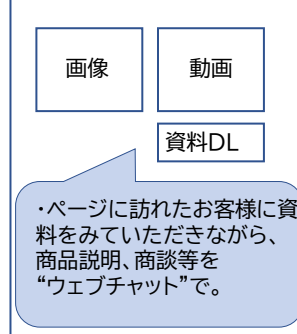 画像
動画
資料DL
・ページに訪れたお客様に資
料をみていただきながら、
商品説明、商談等を
“ウェブチャット”で。